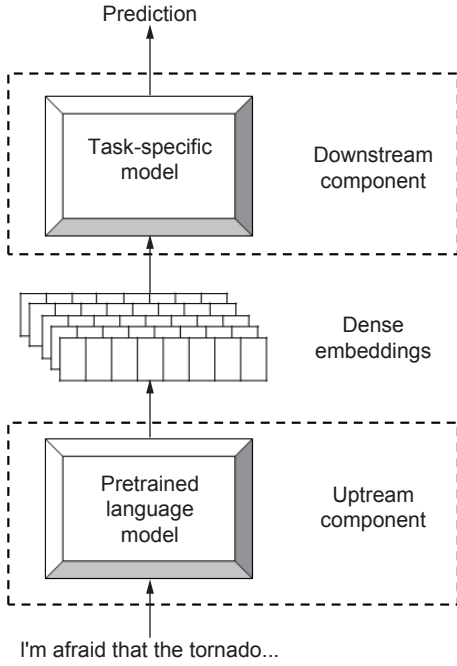 Prediction
Task-specific
model
Downstream
component
Dense
embeddings
Pretrained
language
model
Uptream
component
I'm afraid that the tornado...